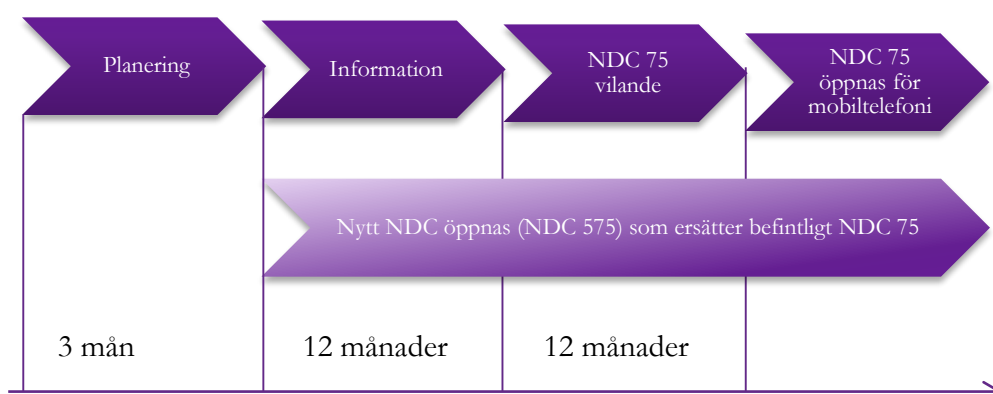 Planering
Information
NDC 75
vilande
NDC 75
öppnas för
mobiltelefoni
Nytt NDC öppnas (NDC 575) som ersätter befintligt NDC 75
3 mån
12 månader
12 månader